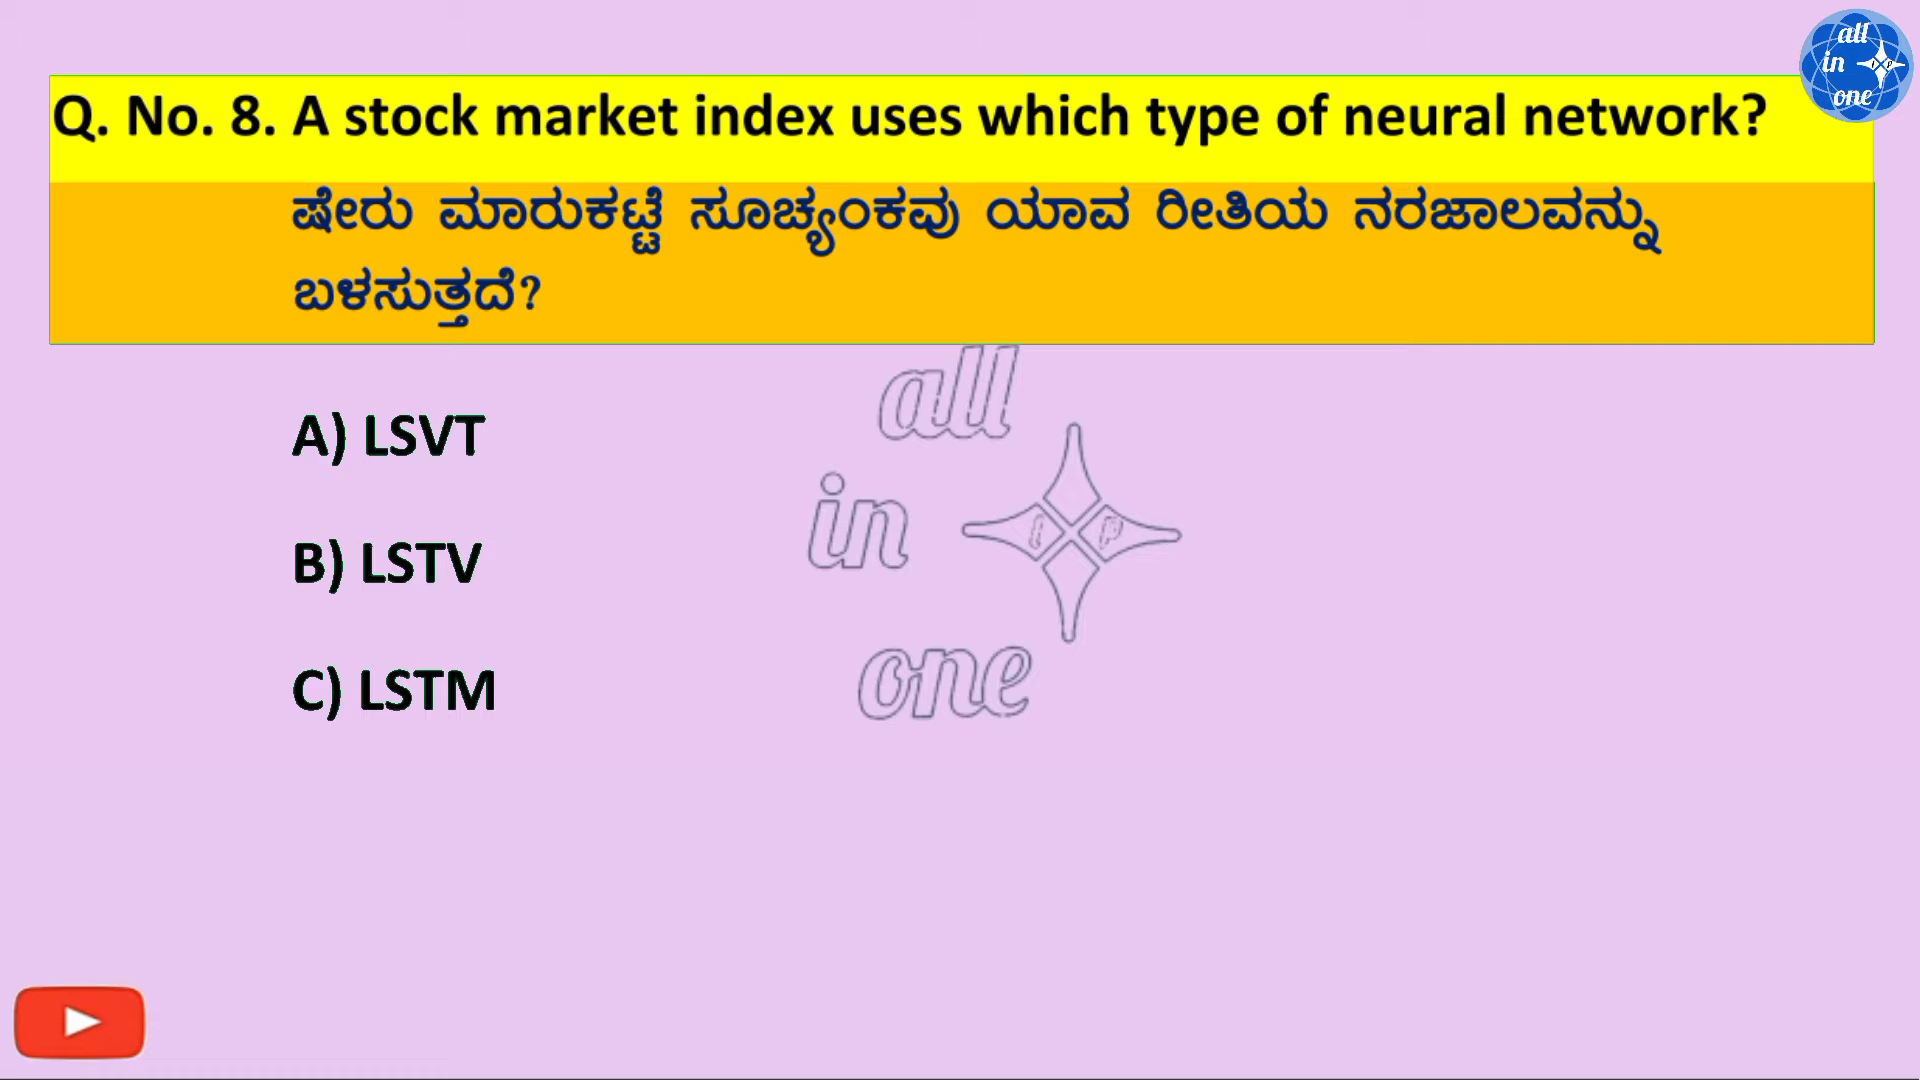 all
in
one
Q. No. 8. A stock market index uses which type of neural network?
ಷೇರು ಮಾರುಕಟ್ಟೆ ಸೂಚ್ಯಂಕವು ಯಾವ ರೀತಿಯ ನರಜಾಲವನ್ನು
ಬಳಸುತ್ತದೆ?
A) LSVT
B) LSTV
C) LSTM
all
in
I P
one